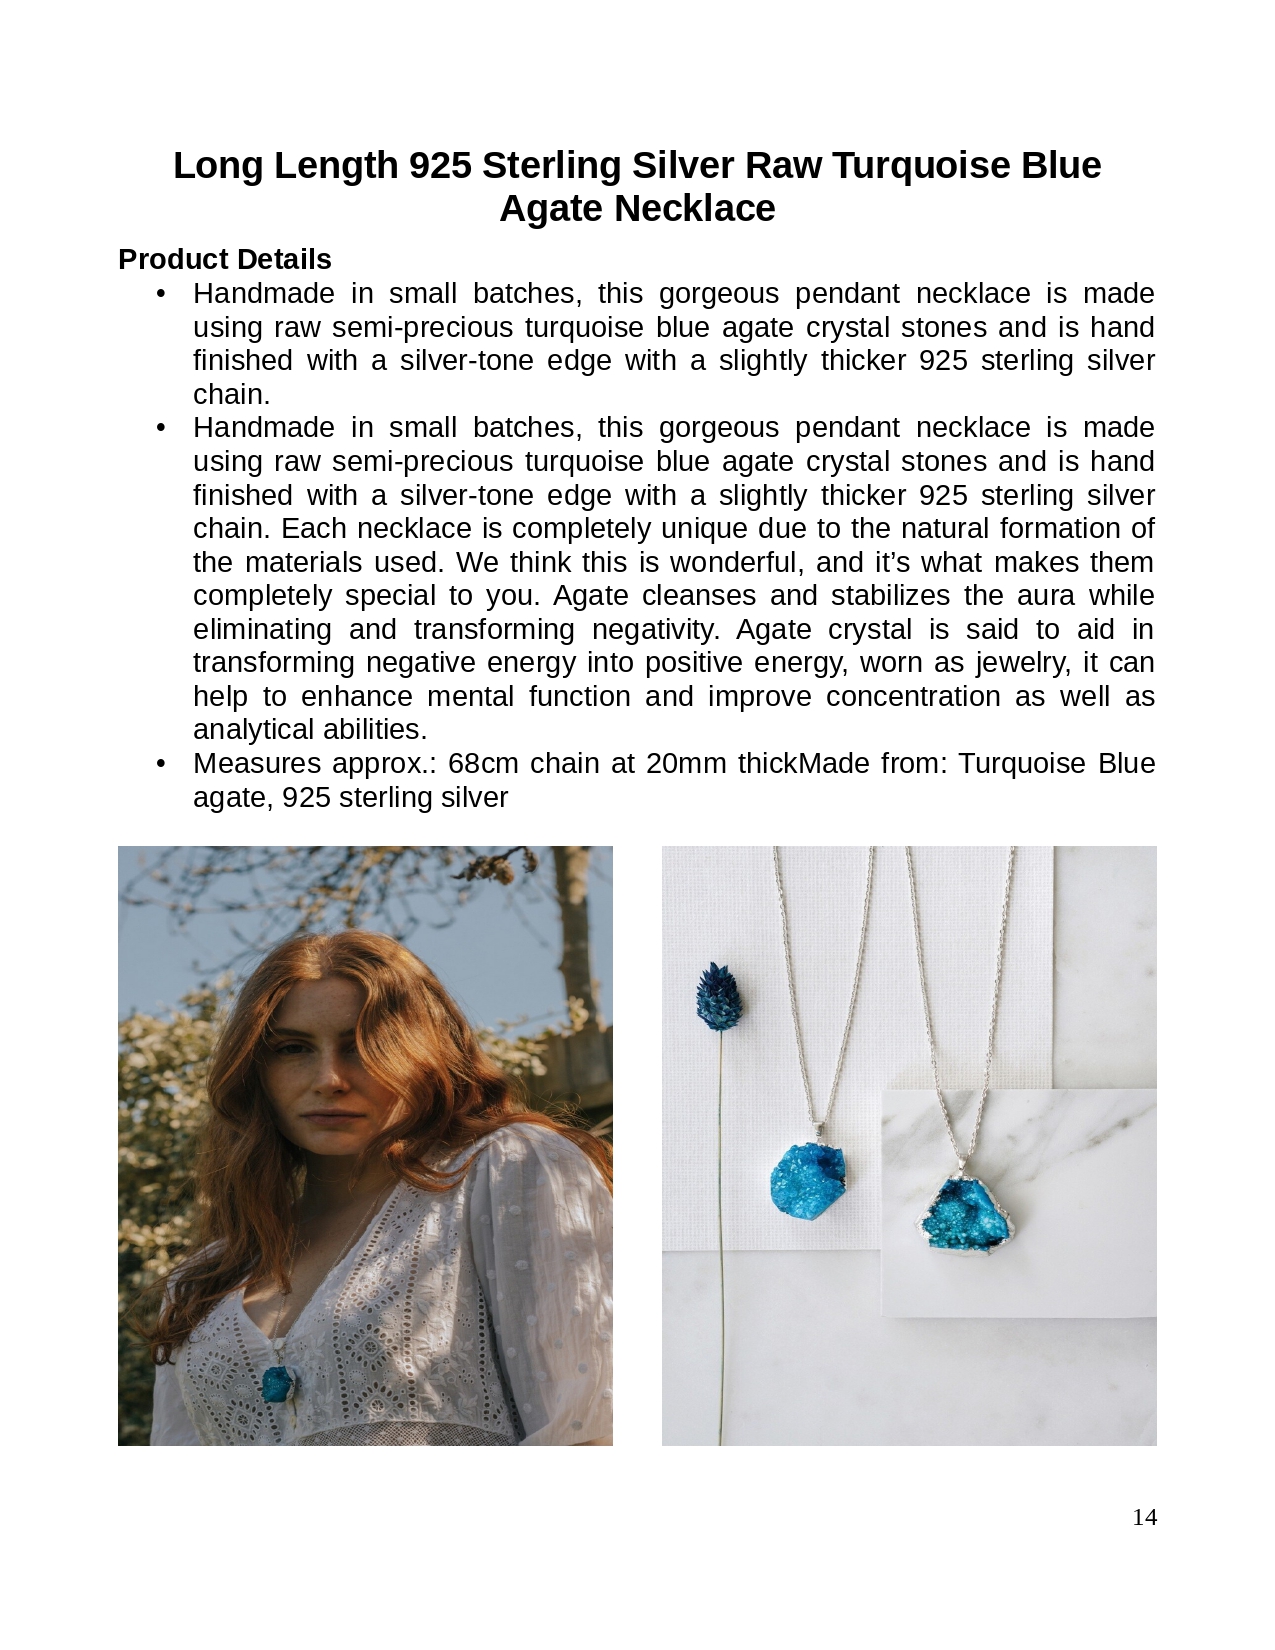 Long Length 925 Sterling Silver Raw Turquoise Blue
Agate Necklace
Product Details
• Handmade in small batches, this gorgeous pendant necklace is made
using raw semi-precious turquoise blue agate crystal stones and is hand
finished with a silver-tone edge with a slightly thicker 925 sterling silver
chain.
• Handmade in small batches, this gorgeous pendant necklace is made
using raw semi-precious turquoise blue agate crystal stones and is hand
finished with a silver-tone edge with a slightly thicker 925 sterling silver
chain. Each necklace is completely unique due to the natural formation of
the materials used. We think this is wonderful, and it’s what makes them
completely special to you. Agate cleanses and stabilizes the aura while
eliminating and transforming negativity. Agate crystal is said to aid in
transforming negative energy into positive energy, worn as jewelry, it can
help to enhance mental function and improve concentration as well as
analytical abilities.
• Measures approx.: 68cm chain at 20mm thickMade from: Turquoise Blue
agate, 925 sterling silver
14